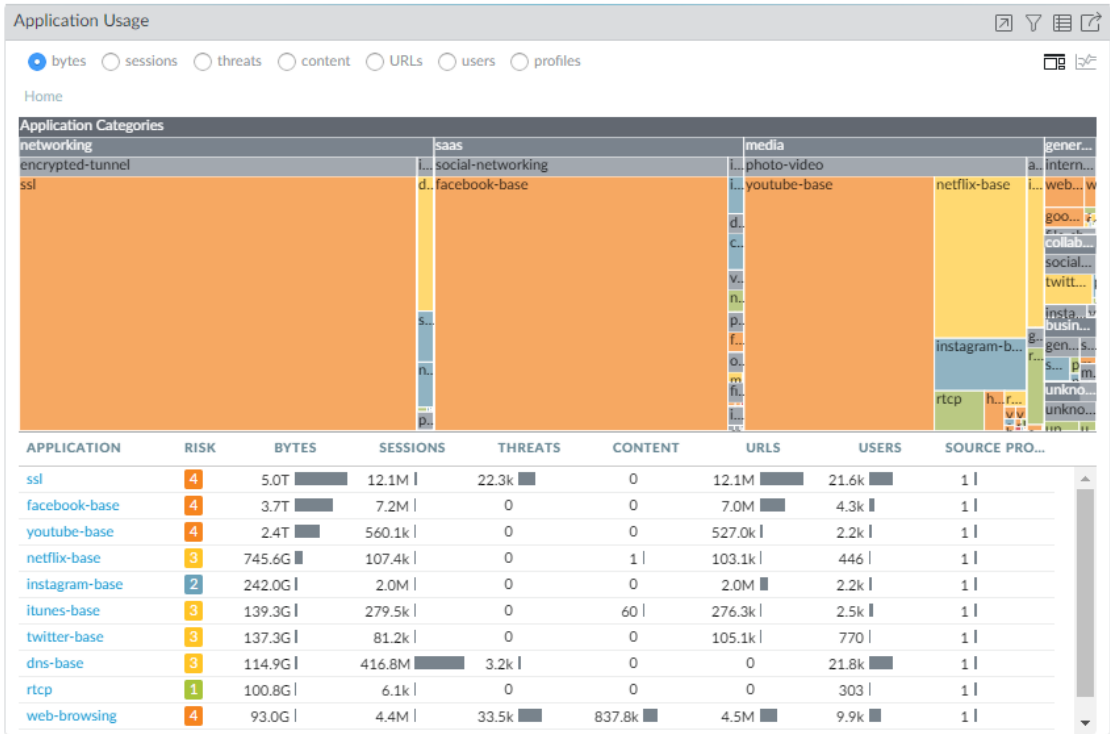 Application Usage
bytes sessions threats content URLs users profiles
Home
Application Categories
networking saas media gener...
encrypted-tunnel i... social-networking i... photo-video a... intern...
ssl d.. facebook-base i... youtube-base netflix-base i... web... w
d.. goo...
c... collab...
social...
v.. twitt...
n..
s... p.. insta...
busin...
f... instagram-b... g... gen... s...
n.. o.. r... s... p
m m..
fi.. rtcp h... r... unkno...
p.. i... v v unkno...
un u
APPLICATION RISK BYTES SESSIONS THREATS CONTENT URLS USERS SOURCE PRO...
ssl 4 5.0T 12.1M 22.3k 0 12.1M 21.6k 1
facebook-base 4 3.7T 7.2M 0 0 7.0M 4.3k 1
youtube-base 4 2.4T 560.1k 0 0 527.0k 2.2k 1
netflix-base 3 745.6G 107.4k 0 1 103.1k 446 1
instagram-base 2 242.0G 2.0M 0 0 2.0M 2.2k 1
itunes-base 3 139.3G 279.5k 0 60 276.3k 2.5k 1
twitter-base 3 137.3G 81.2k 0 0 105.1k 770 1
dns-base 3 114.9G 416.8M 3.2k 0 0 21.8k 1
rtcp 1 100.8G 6.1k 0 0 0 303 1
web-browsing 4 93.0G 4.4M 33.5k 837.8k 4.5M 9.9k 1